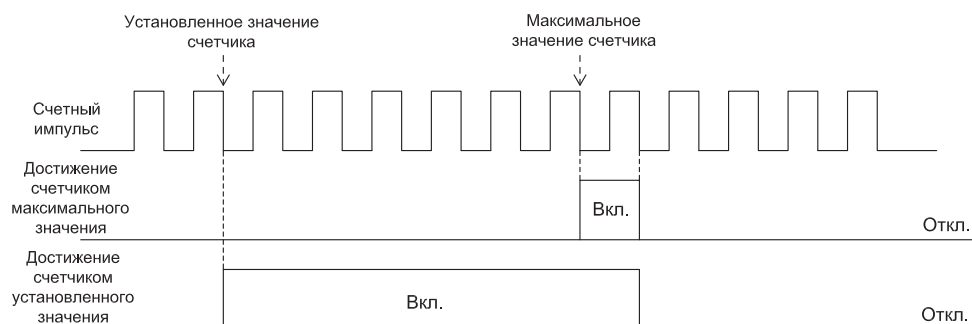 Установленное значение
счетчика
Максимальное
значение счетчика
Счетный
импульс
Достижение
счетчиком
максимального
значения
Вкл.
Откл.
Достижение
счетчиком
установленного
значения
Вкл.
Откл.